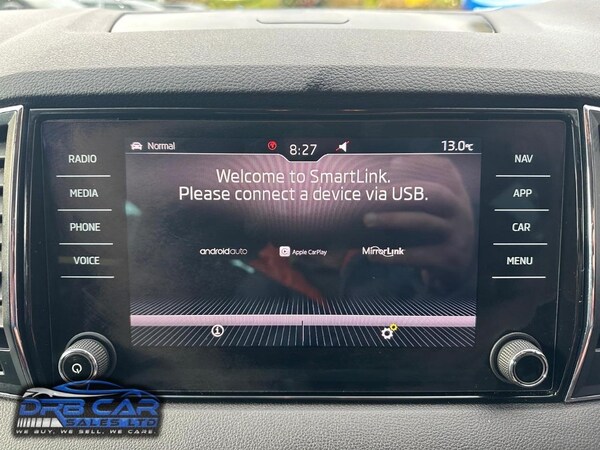 Normal
8:27
13.0°C
RADIO
MEDIA
PHONE
VOICE
Welcome to SmartLink.
Please connect a device via USB.
androidauto
Apple CarPlay
MirrorLink
NAV
APP
CAR
MENU
DRB CAR
SALES LTD
WE BUY. WE SELL. WE CARE.